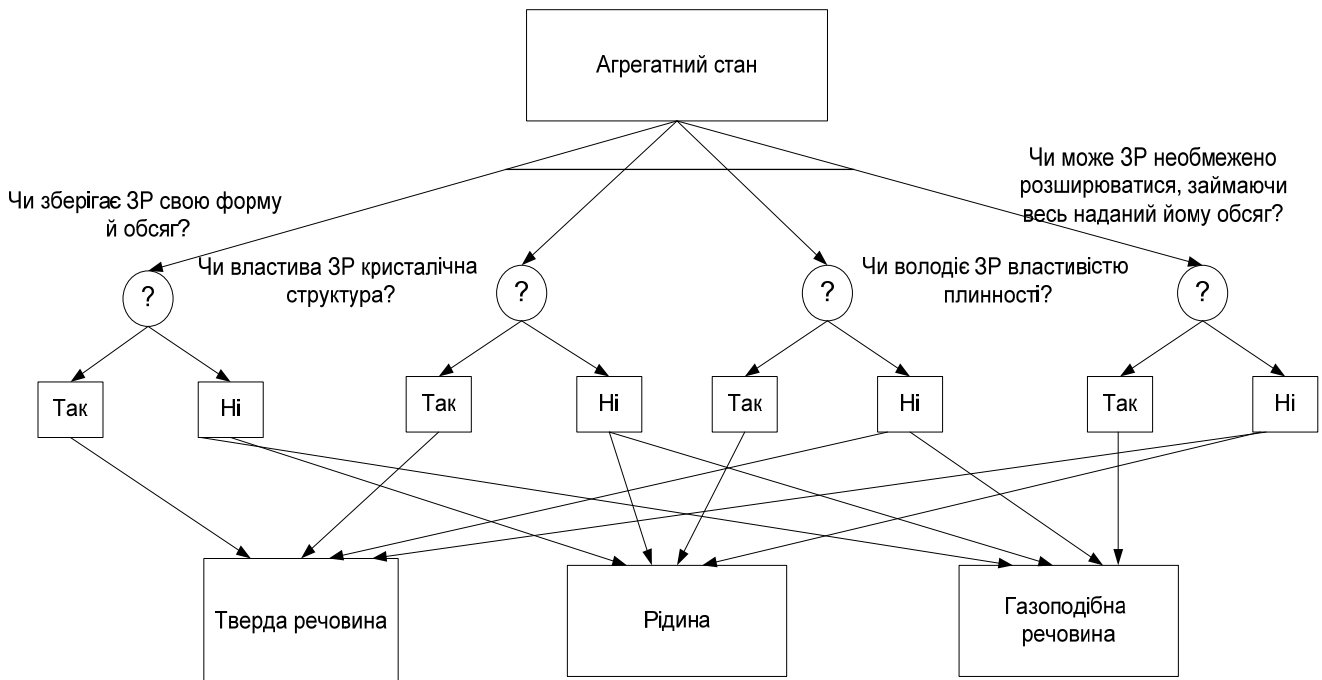 Агрегатний стан
Чи може ЗР необмежено
розширюватися, займаючи
весь наданий йому обсяг?
Чи зберігає ЗР свою форму
й обсяг?
Чи властива ЗР кристалічна
структура?
Чи володіє ЗР властивістю
плинності?
?
?
?
?
Так
Ні
Так
Ні
Так
Ні
Так
Ні
Тверда речовина
Рідина
Газоподібна
речовина